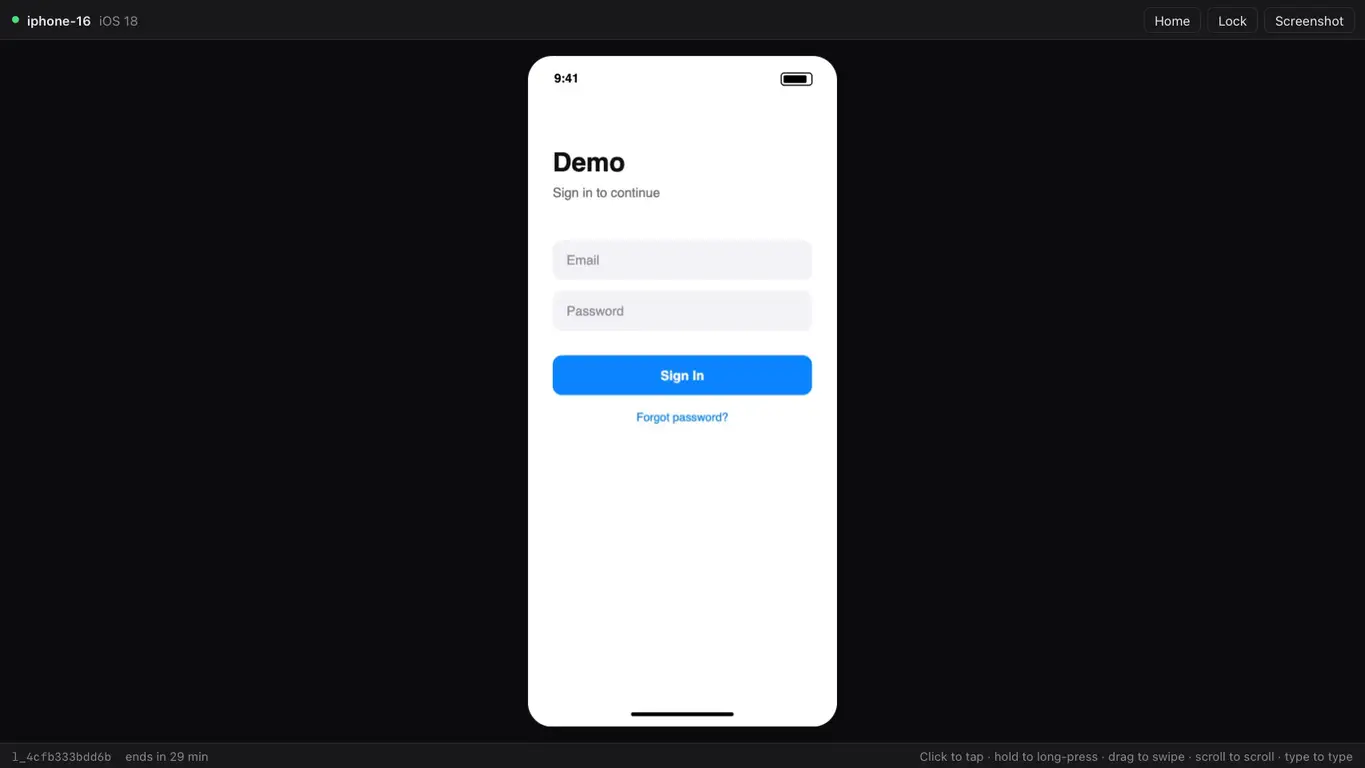 iphone-16 iOS 18
Home Lock Screenshot
9:41
Demo
Sign in to continue
Email
Password
Sign In
Forgot password?
l_4cfb333bdd6b ends in 29 min
Click to tap · hold to long-press · drag to swipe · scroll to scroll · type to type